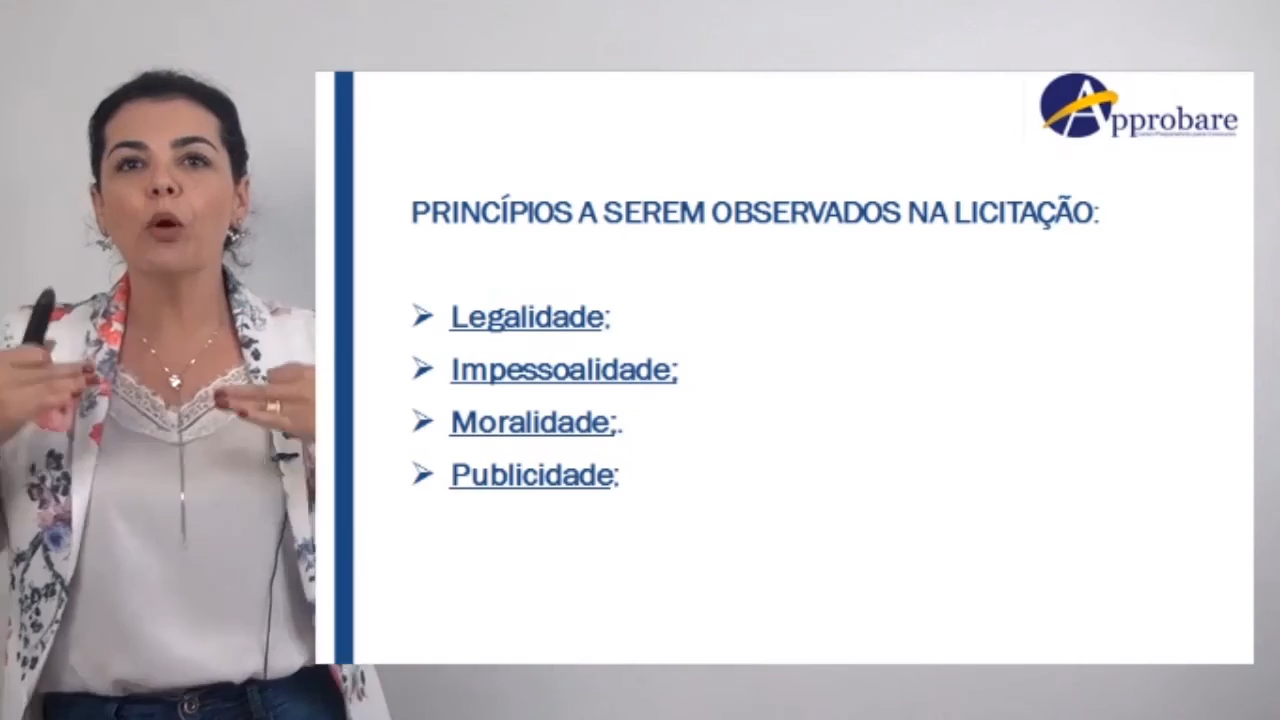 Approbare
PRINCÍPIOS A SEREM OBSERVADOS NA LICITAÇÃO:
Legalidade;
Impessoalidade;
Moralidade;.
Publicidade;